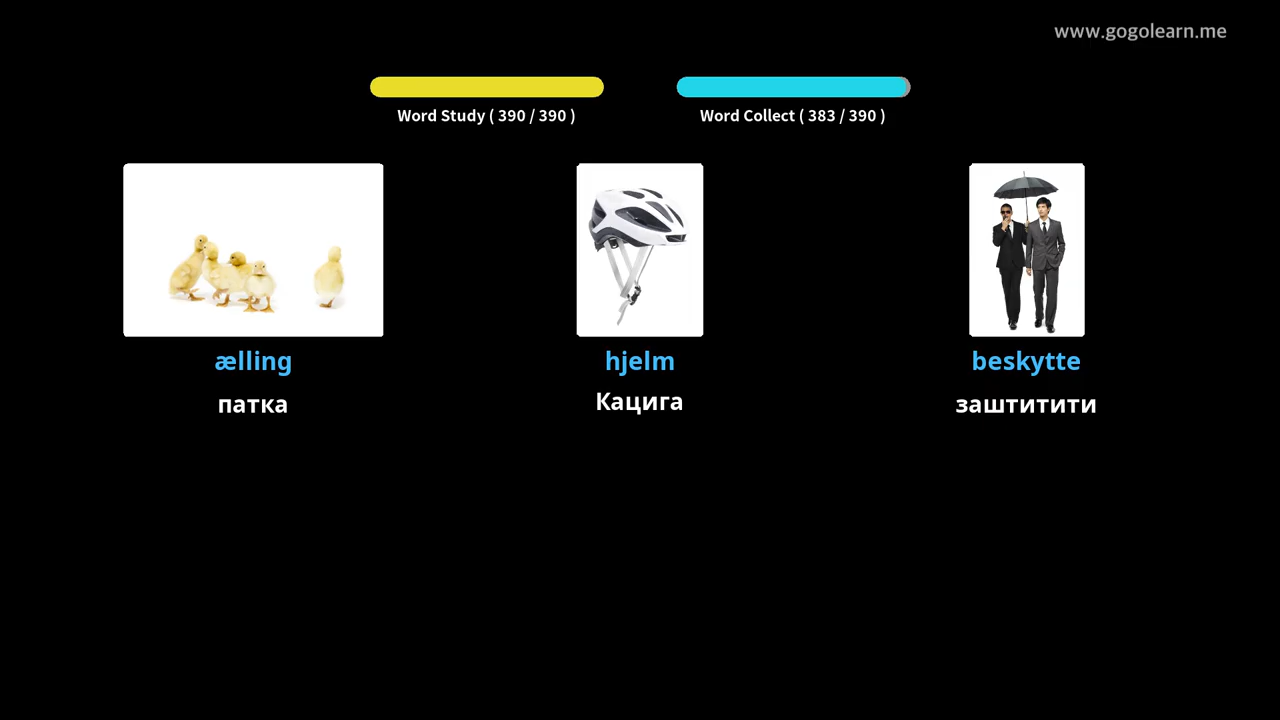 www.gogolearn.me
Word Study ( 390 / 390 )
Word Collect ( 383 / 390 )
ælling
hjelm
beskytte
патка
Кацига
заштитити